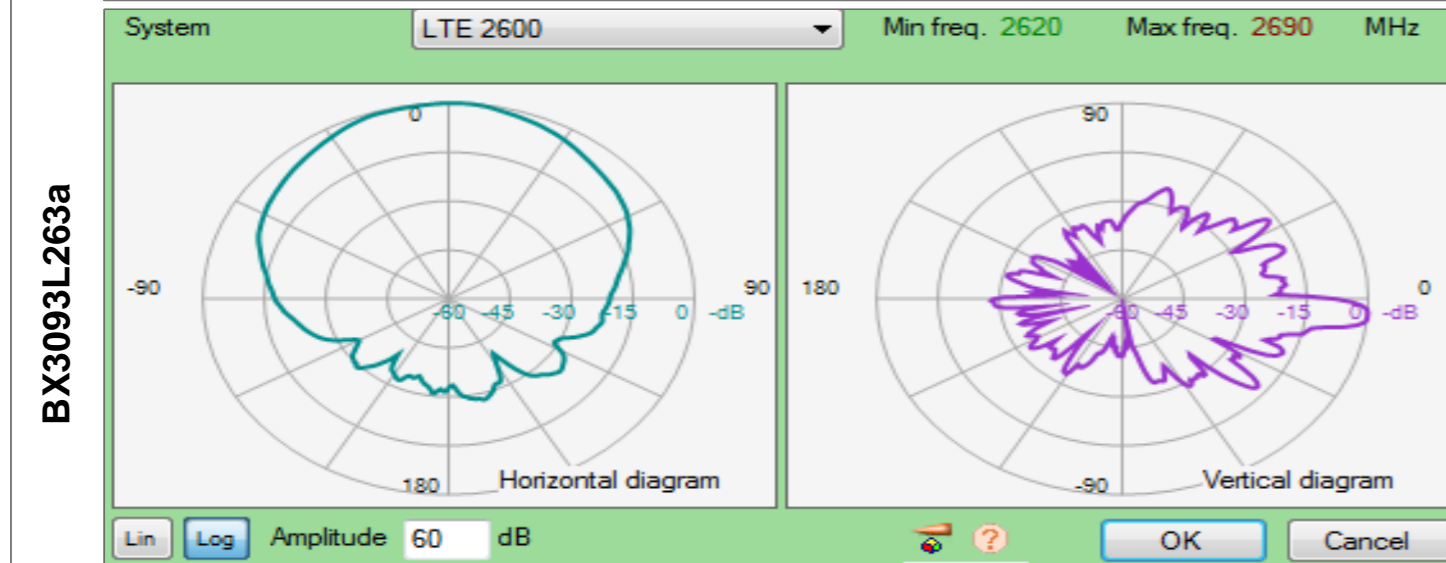 BX3093L263a
System LTE 2600 Min freq. 2620 Max freq. 2690 MHz
0
-90 90
-60 -45 -30 -15 0 -dB
180 Horizontal diagram
90
180 0
-60 -45 -30 -15 0 -dB
-90 Vertical diagram
Lin Log Amplitude 60 dB ? OK Cancel